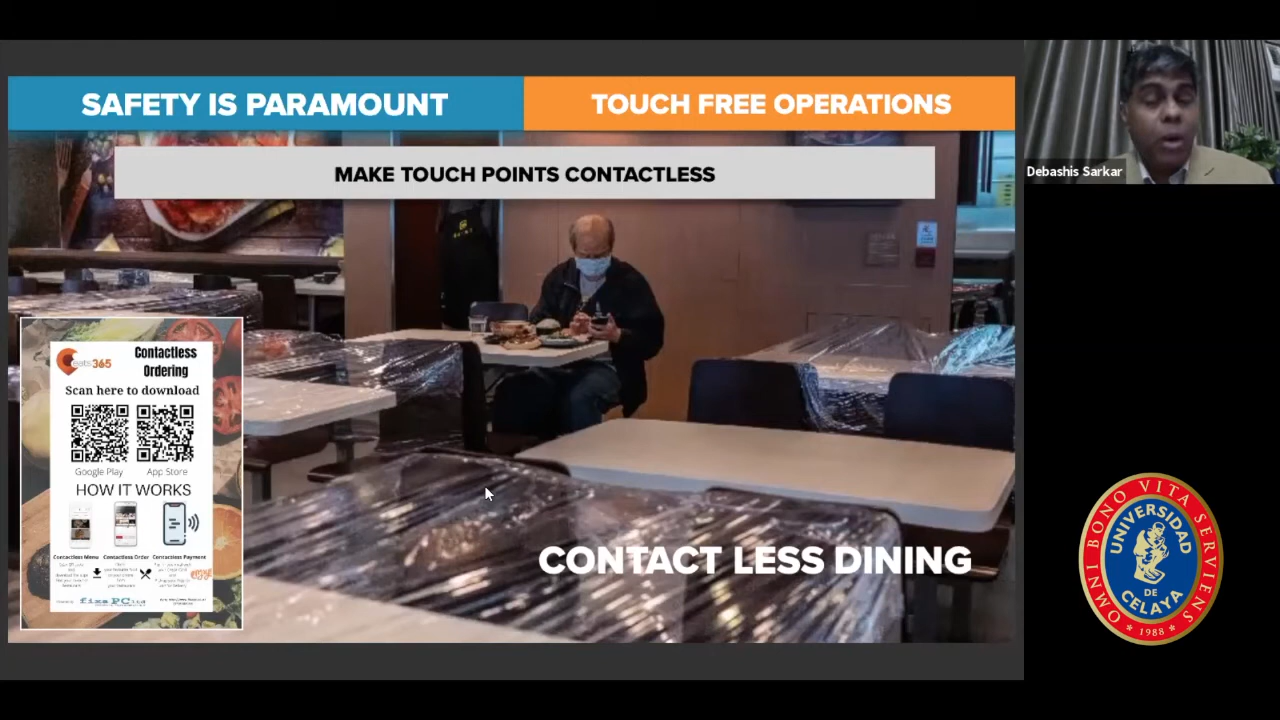 SAFETY IS PARAMOUNT
TOUCH FREE OPERATIONS
MAKE TOUCH POINTS CONTACTLESS
Debashis Sarkar
eats365
Contactless
Ordering
Scan here to download
Google Play
App Store
HOW IT WORKS
Contactless Menu
Contactless Order
Contactless Payment
CONTACT LESS DINING
OMNI BONO VITA SERVIENS
UNIVERSIDAD
DE
CELAYA
1988